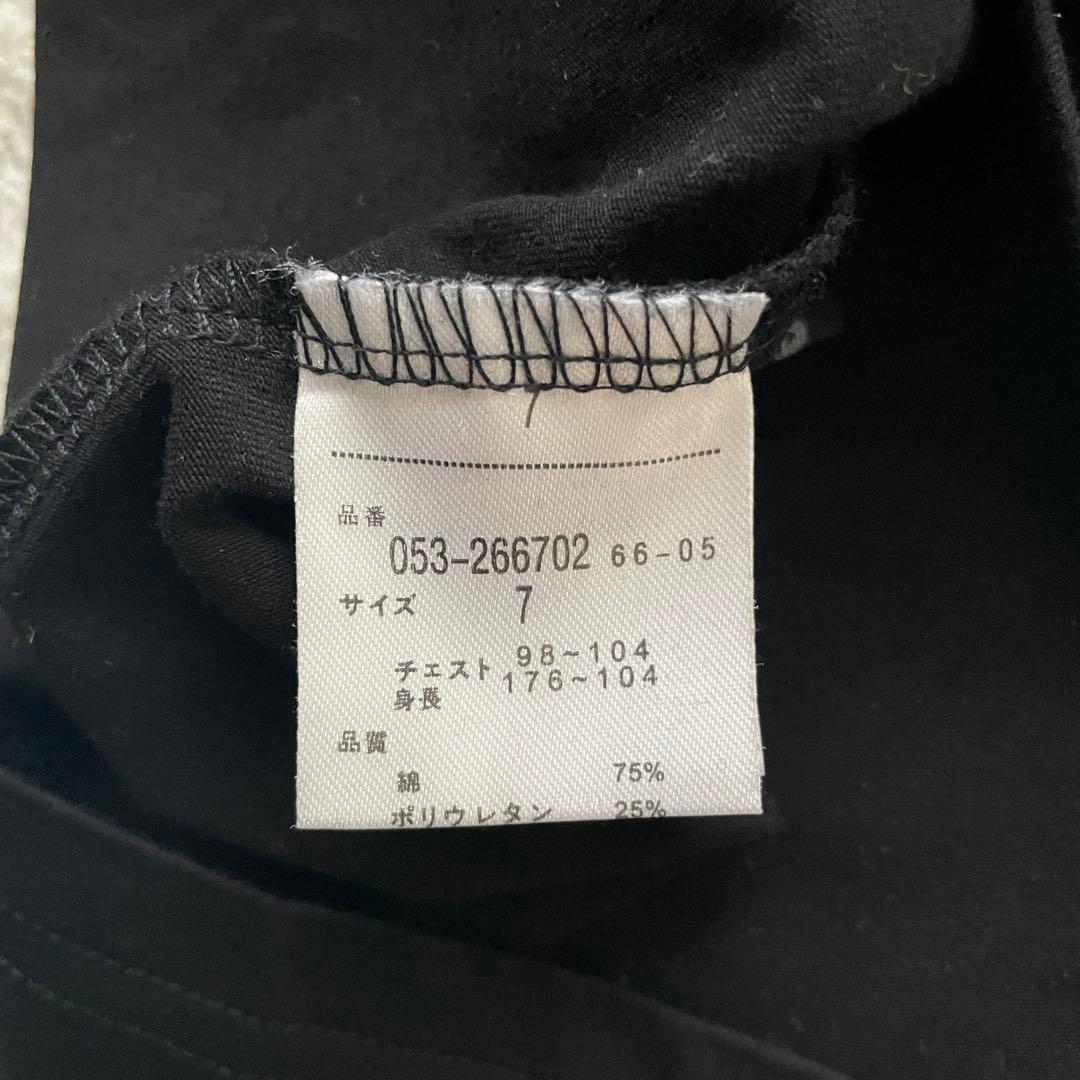 7
品番
053-266702 66-05
サイズ 7
チェスト 98~104
身長 176~104
品質
綿 75%
ポリウレタン 25%